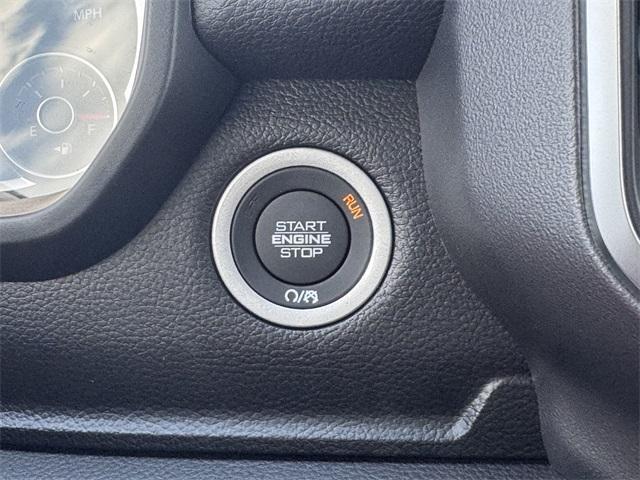 MPH
E F
RUN
START
ENGINE
STOP